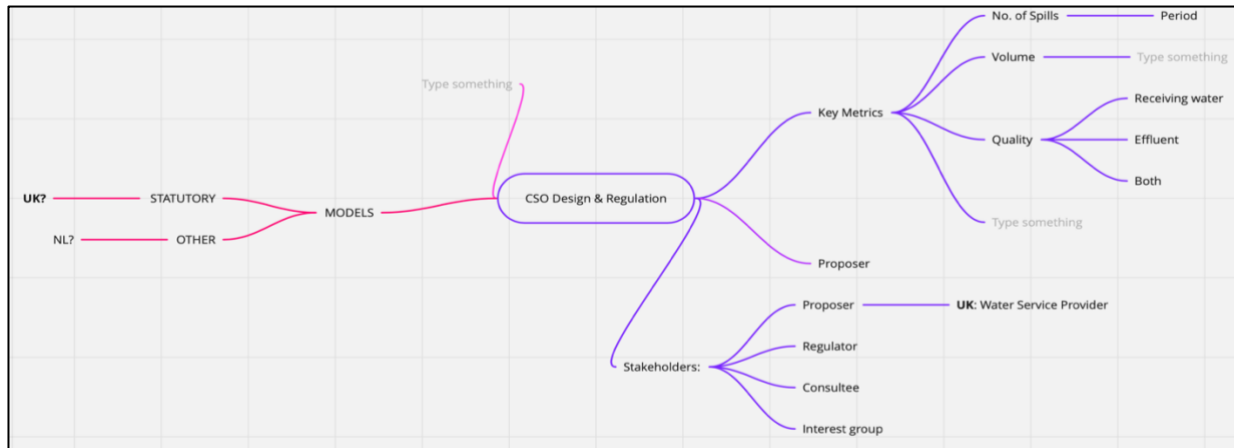 No. of Spills
Period
Volume
Type something
Type something
Receiving water
Key Metrics
Quality
Effluent
Both
UK?
STATUTORY
CSO Design & Regulation
MODELS
Type something
NL?
OTHER
Proposer
Proposer
UK: Water Service Provider
Regulator
Stakeholders:
Consultee
Interest group